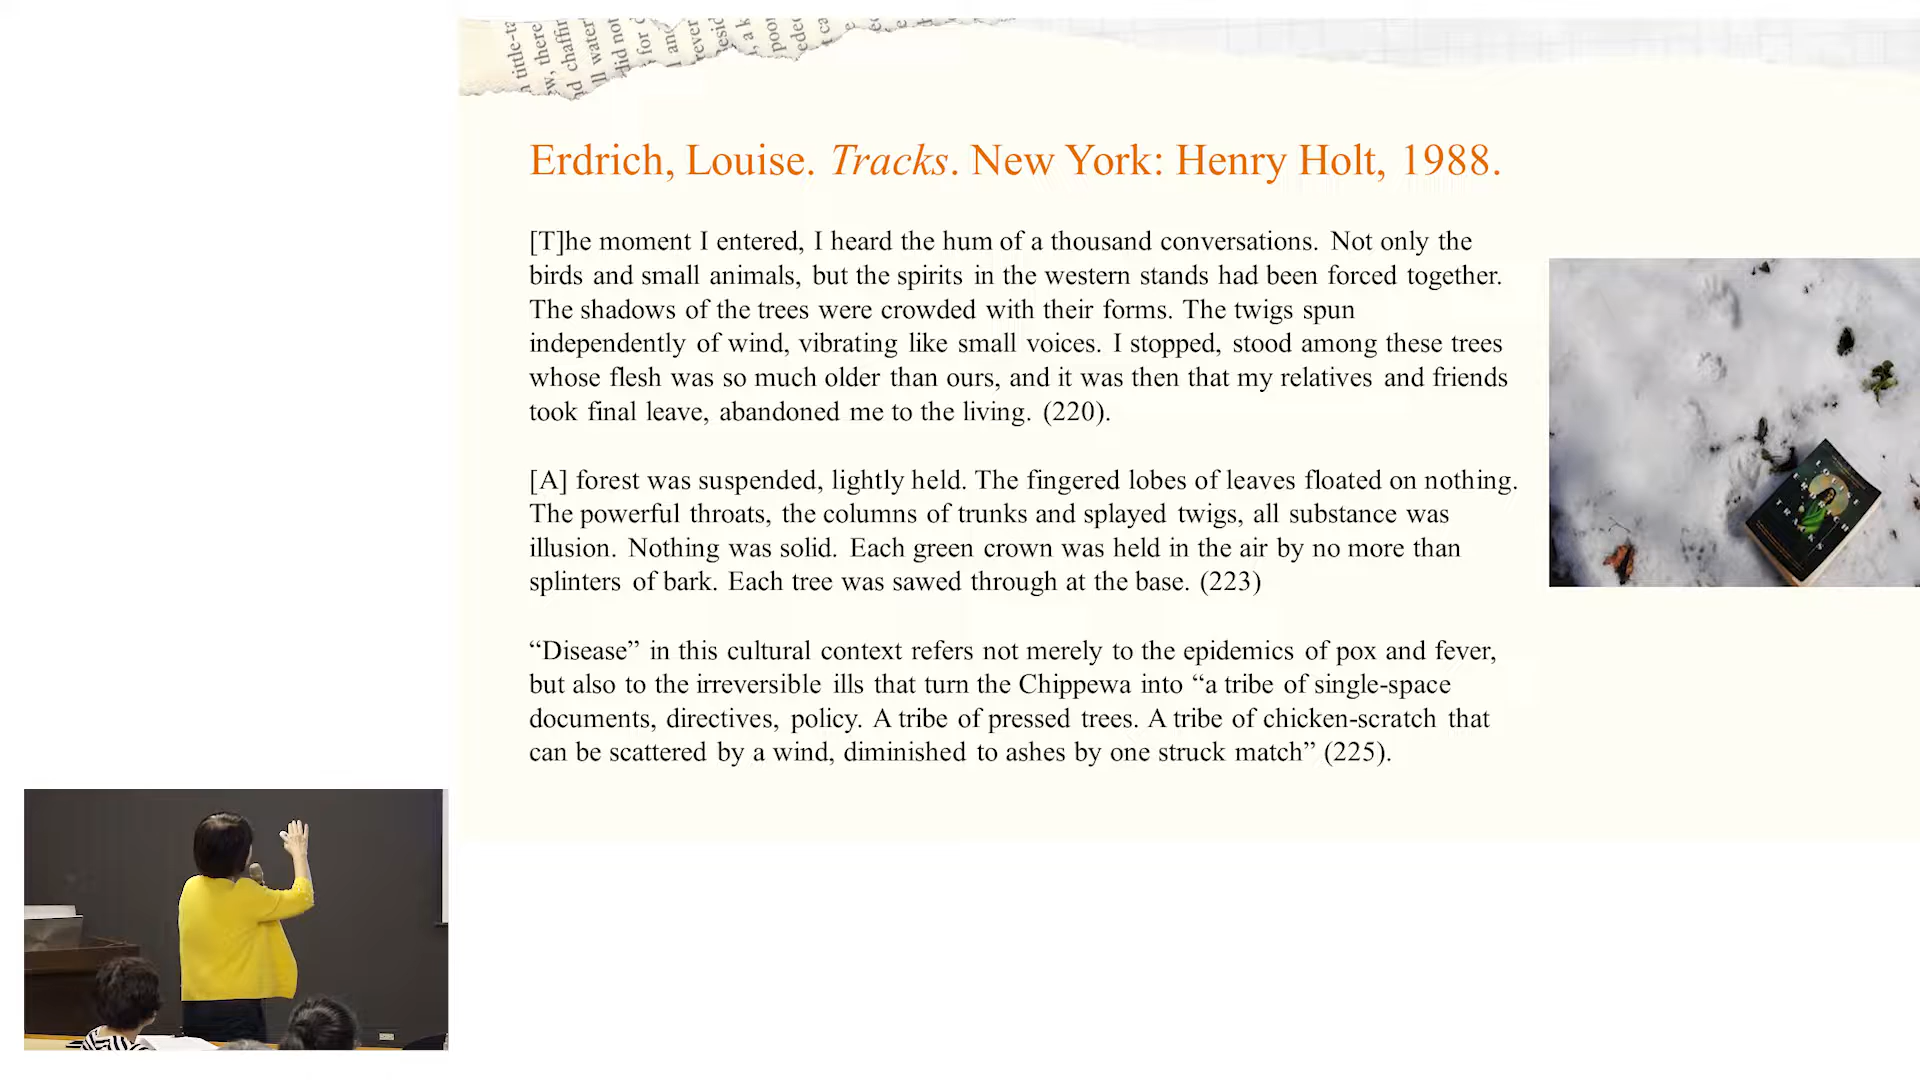 Erdrich, Louise. Tracks. New York: Henry Holt, 1988.
[T]he moment I entered, I heard the hum of a thousand conversations. Not only the
birds and small animals, but the spirits in the western stands had been forced together.
The shadows of the trees were crowded with their forms. The twigs spun
independently of wind, vibrating like small voices. I stopped, stood among these trees
whose flesh was so much older than ours, and it was then that my relatives and friends
took final leave, abandoned me to the living. (220).
[A] forest was suspended, lightly held. The fingered lobes of leaves floated on nothing.
The powerful throats, the columns of trunks and splayed twigs, all substance was
illusion. Nothing was solid. Each green crown was held in the air by no more than
splinters of bark. Each tree was sawed through at the base. (223)
“Disease” in this cultural context refers not merely to the epidemics of pox and fever,
but also to the irreversible ills that turn the Chippewa into “a tribe of single-space
documents, directives, policy. A tribe of pressed trees. A tribe of chicken-scratch that
can be scattered by a wind, diminished to ashes by one struck match” (225).
LOUISE
ERDRICH
TRACKS